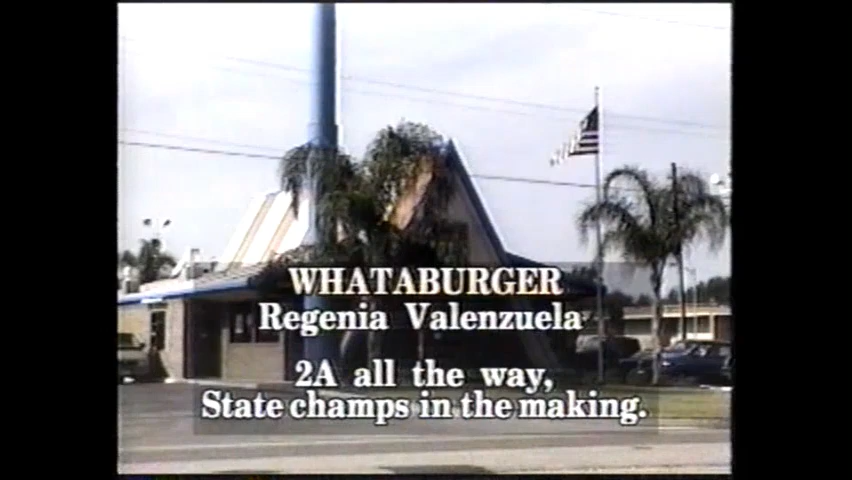 WHATABURGER
Regenia Valenzuela
2A all the way,
State champs in the making.